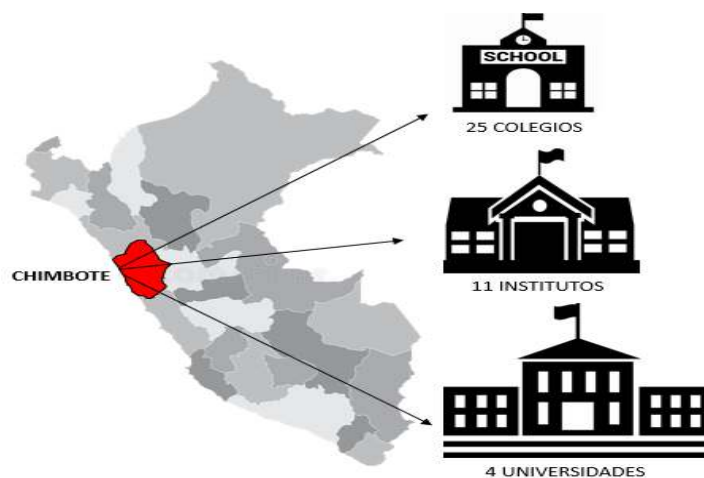 SCHOOL
25 COLEGIOS
CHIMBOTE
11 INSTITUTOS
4 UNIVERSIDADES